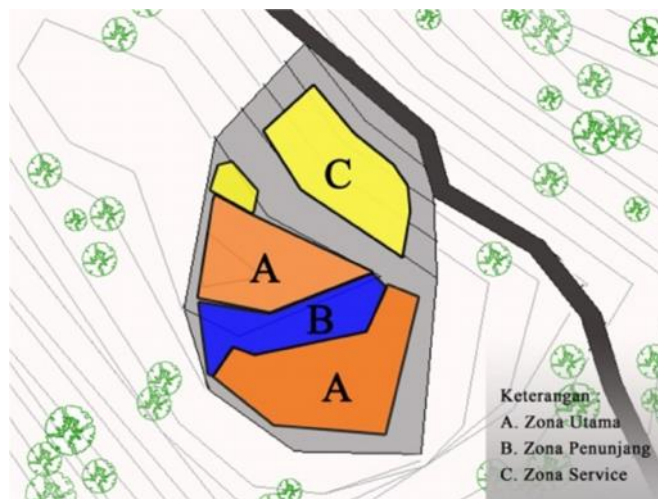 C
A
B
A
Keterangan :
A. Zona Utama
B. Zona Penunjang
C. Zona Service